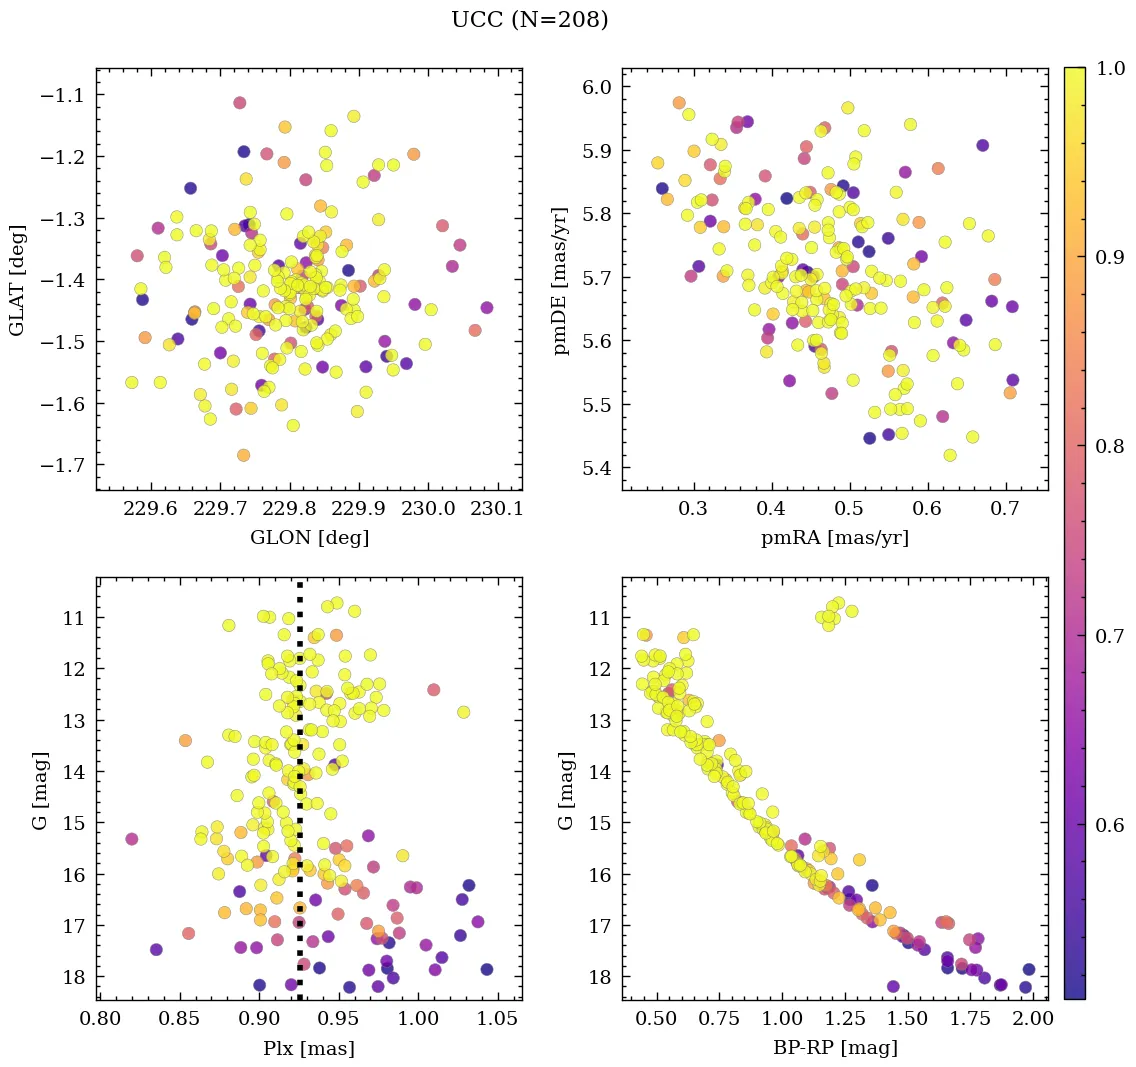 UCC (N=208)
−1.1
−1.2
−1.3
−1.4
−1.5
−1.6
−1.7
GLAT [deg]
229.6 229.7 229.8 229.9 230.0 230.1
GLON [deg]
6.0
5.9
5.8
5.7
5.6
5.5
5.4
pmDE [mas/yr]
0.3 0.4 0.5 0.6 0.7
pmRA [mas/yr]
11
12
13
14
15
16
17
18
G [mag]
0.80 0.85 0.90 0.95 1.00 1.05
Plx [mas]
11
12
13
14
15
16
17
18
G [mag]
0.50 0.75 1.00 1.25 1.50 1.75 2.00
BP-RP [mag]
1.0
0.9
0.8
0.7
0.6